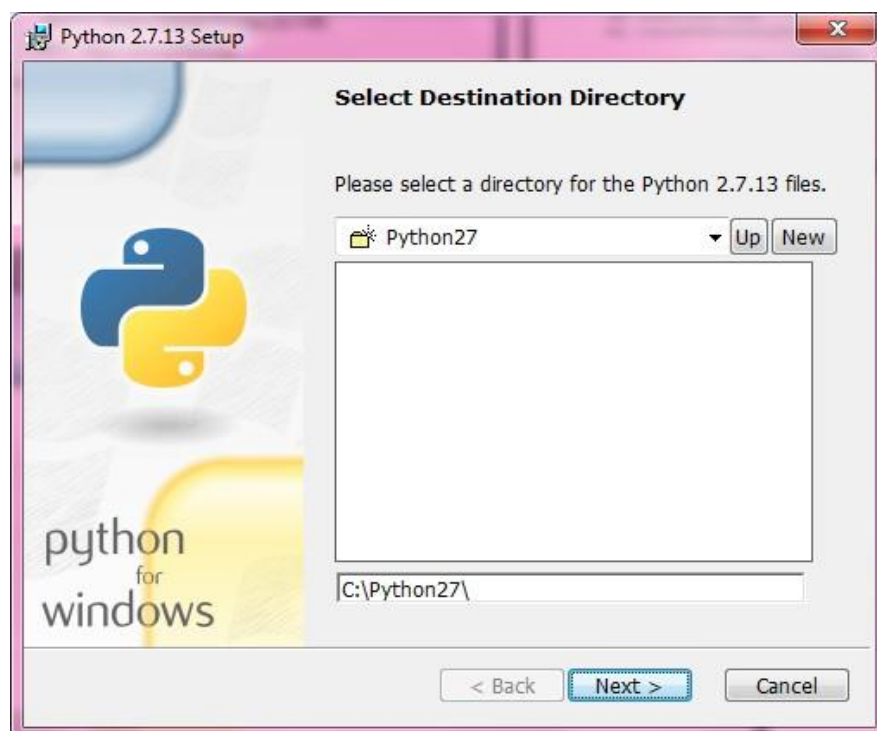 Python 2.7.13 Setup
Select Destination Directory
Please select a directory for the Python 2.7.13 files.
Python27
Up New
C:\Python27\
python
for
windows
< Back Next > Cancel